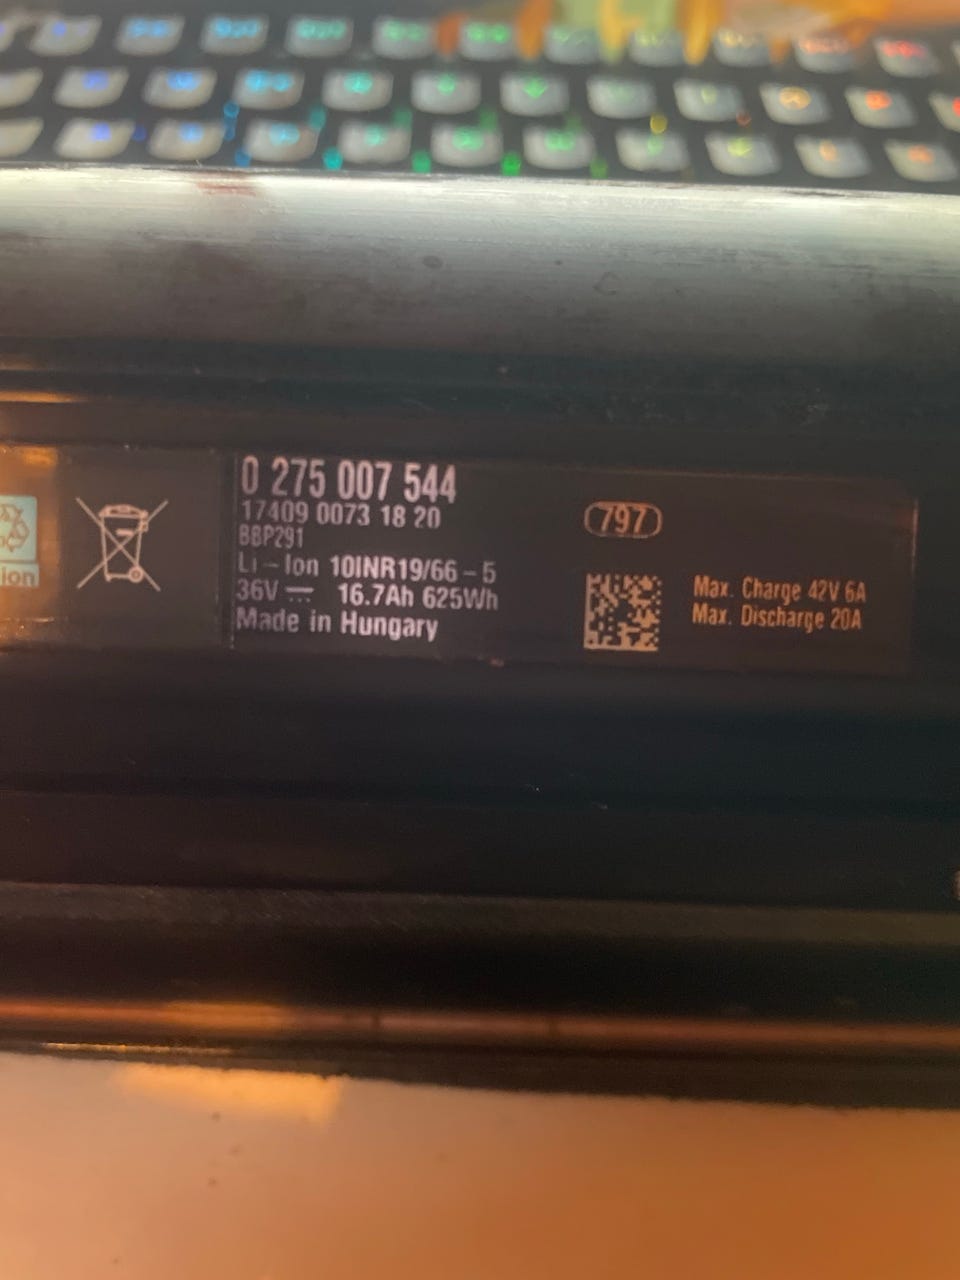 ion
0 275 007 544
17409 0073 18 20
BBP291
Li-Ion 10INR19/66-5
36V⎓ 16.7Ah 625Wh
Made in Hungary
797
Max. Charge 42V 6A
Max. Discharge 20A